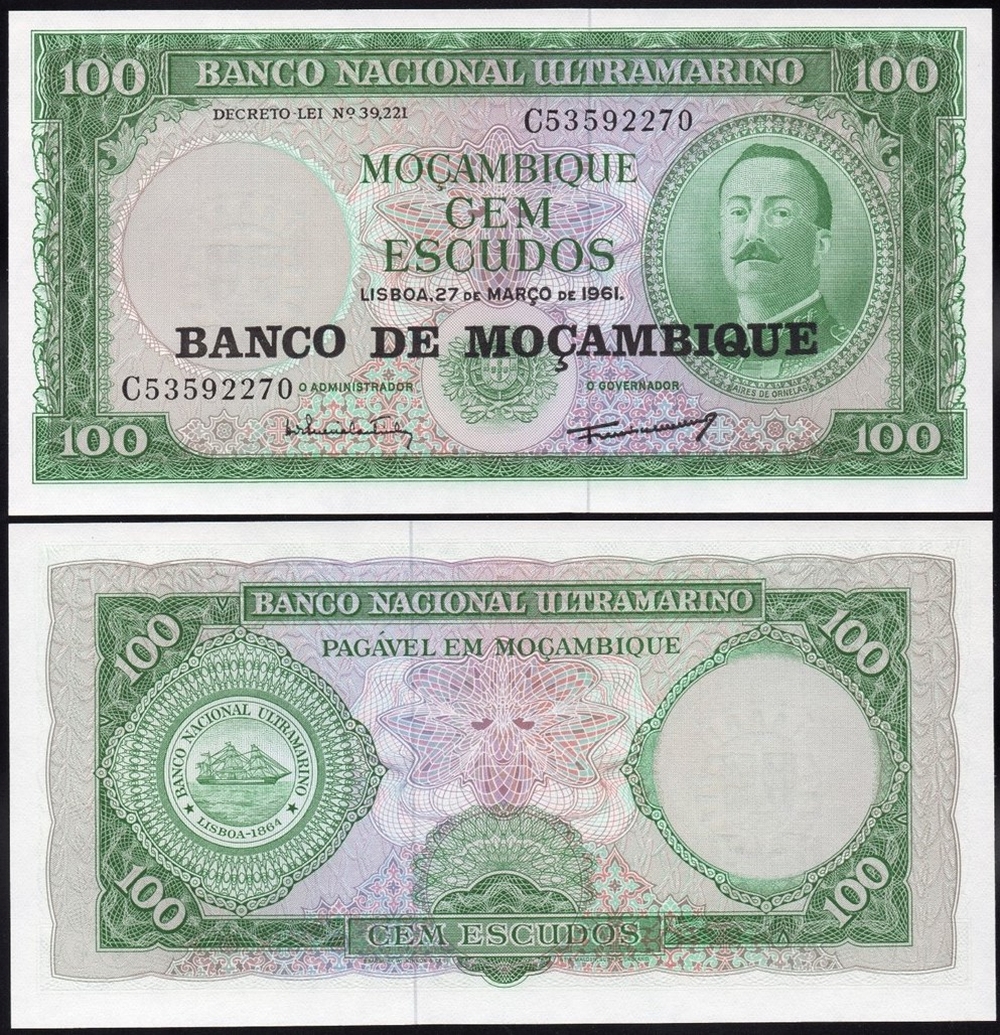 100 BANCO NACIONAL ULTRAMARINO 100
DECRETO-LEI Nº 39,221
C53592270
MOÇAMBIQUE
CEM
ESCUDOS
LISBOA, 27 DE MARÇO DE 1961.
BANCO DE MOÇAMBIQUE
C53592270 O ADMINISTRADOR
O GOVERNADOR
AIRES DE ORNELAS
100 100
BANCO NACIONAL ULTRAMARINO
100 100
PAGÁVEL EM MOÇAMBIQUE
BANCO NACIONAL ULTRAMARINO
LISBOA-1864
100 100
CEM ESCUDOS